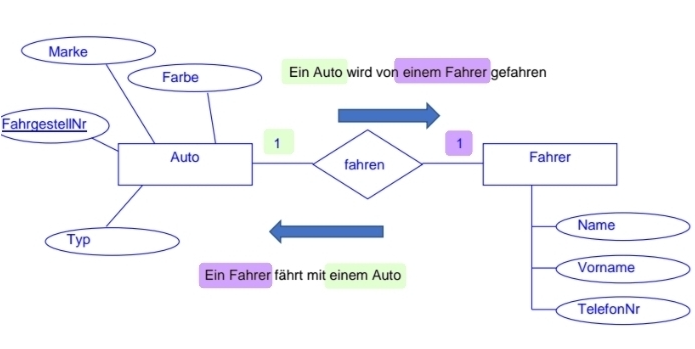 Marke
Farbe
Ein Auto wird von einem Fahrer gefahren
FahrgestellNr
Auto
1
fahren
1
Fahrer
Typ
Name
Ein Fahrer fährt mit einem Auto
Vorname
TelefonNr